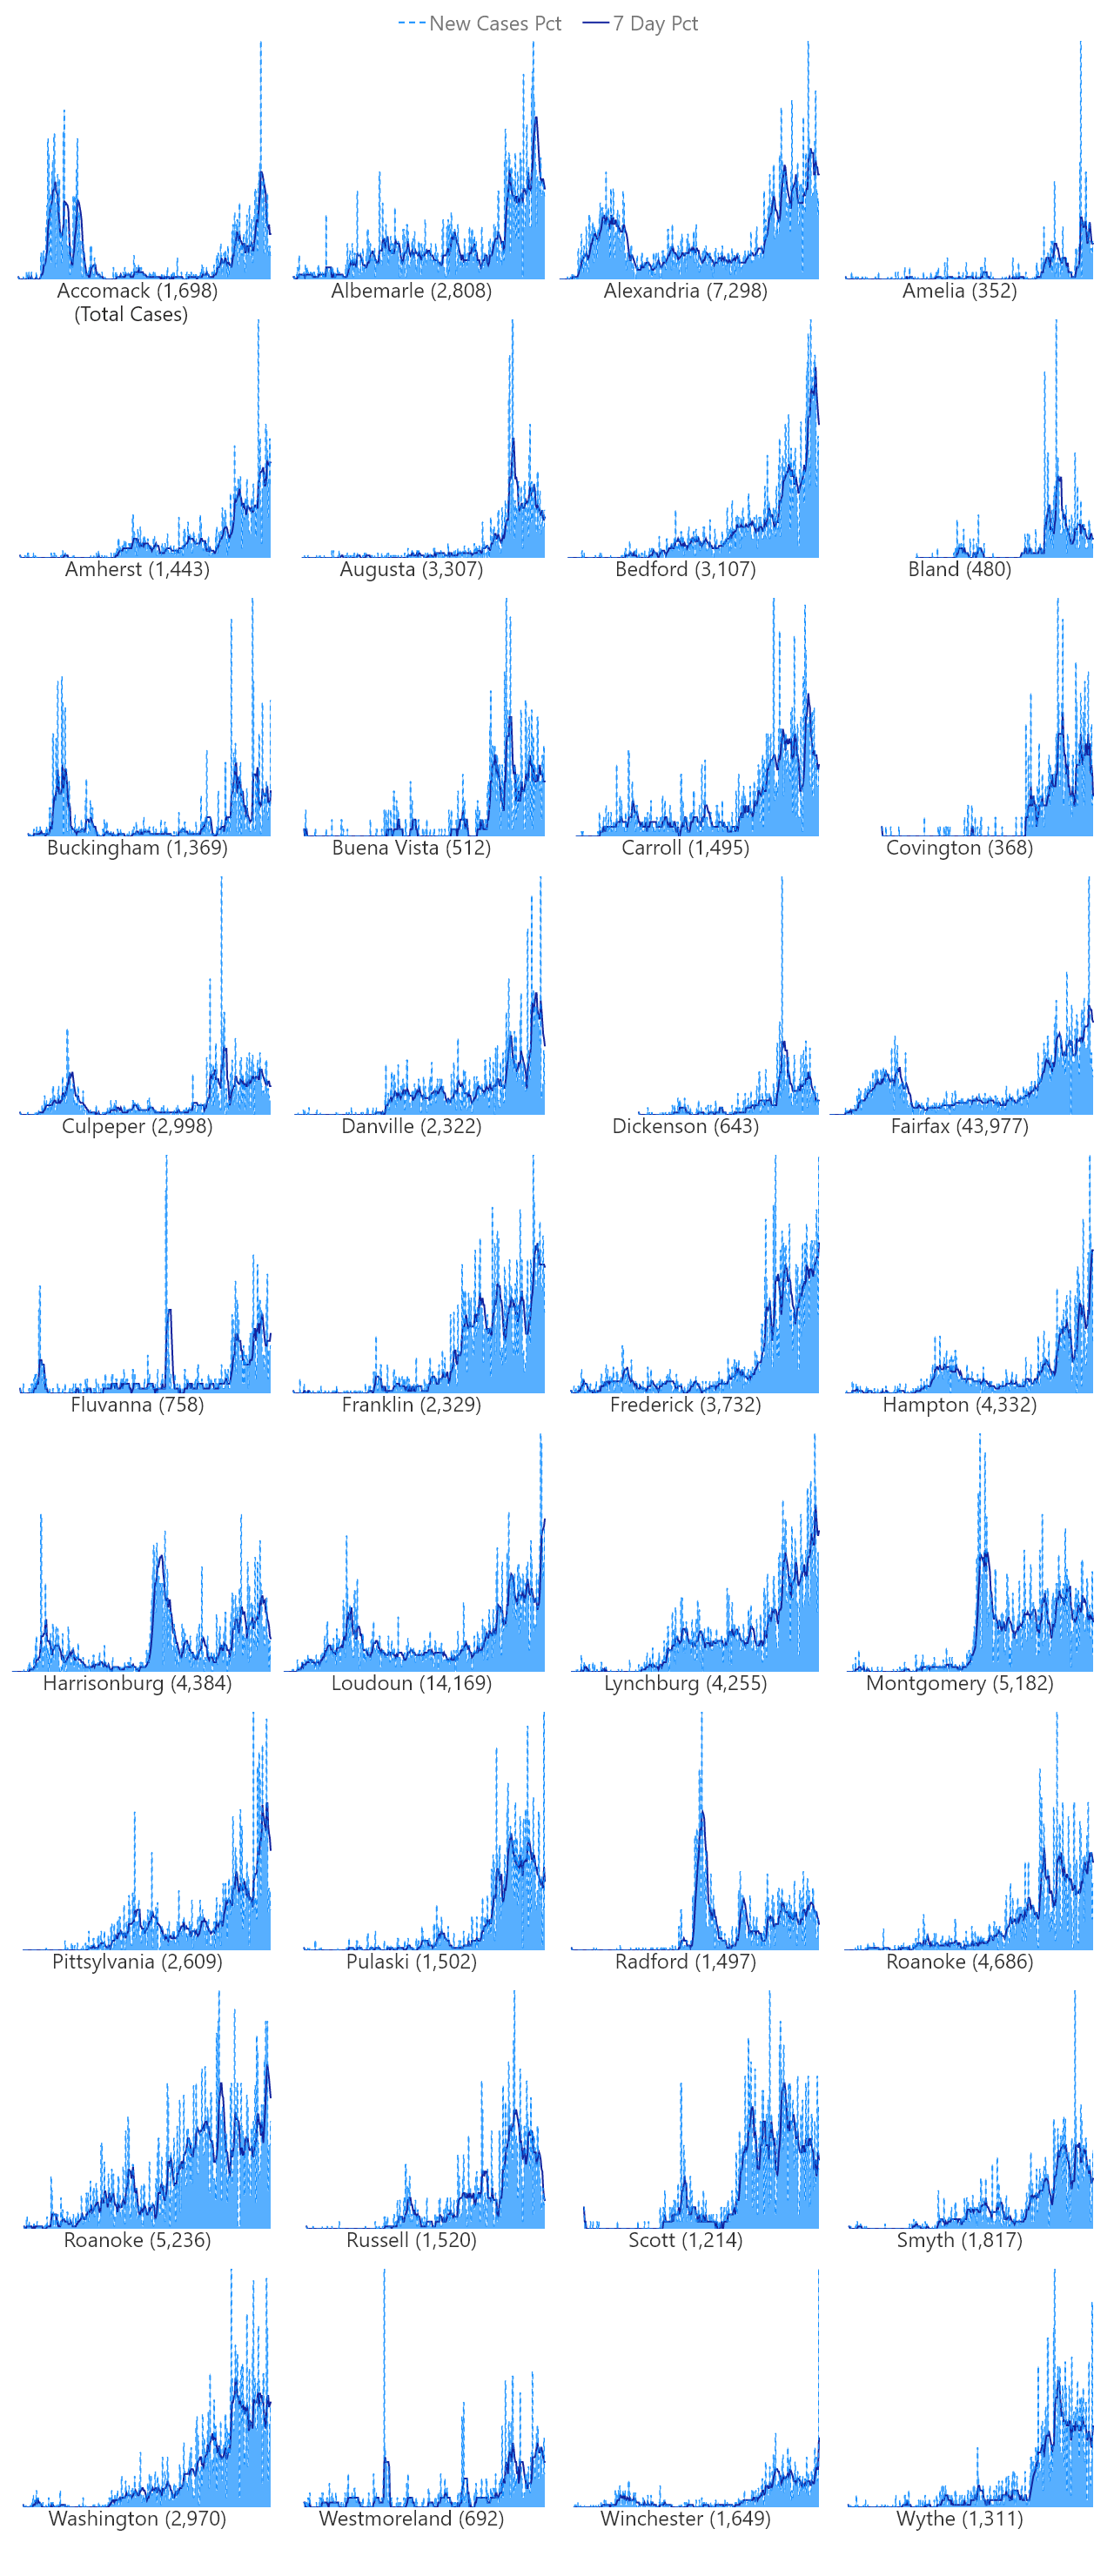 New Cases Pct 7 Day Pct
Accomack (1,698) Albemarle (2,808) Alexandria (7,298) Amelia (352)
(Total Cases)
Amherst (1,443) Augusta (3,307) Bedford (3,107) Bland (480)
Buckingham (1,369) Buena Vista (512) Carroll (1,495) Covington (368)
Culpeper (2,998) Danville (2,322) Dickenson (643) Fairfax (43,977)
Fluvanna (758) Franklin (2,329) Frederick (3,732) Hampton (4,332)
Harrisonburg (4,384) Loudoun (14,169) Lynchburg (4,255) Montgomery (5,182)
Pittsylvania (2,609) Pulaski (1,502) Radford (1,497) Roanoke (4,686)
Roanoke (5,236) Russell (1,520) Scott (1,214) Smyth (1,817)
Washington (2,970) Westmoreland (692) Winchester (1,649) Wythe (1,311)